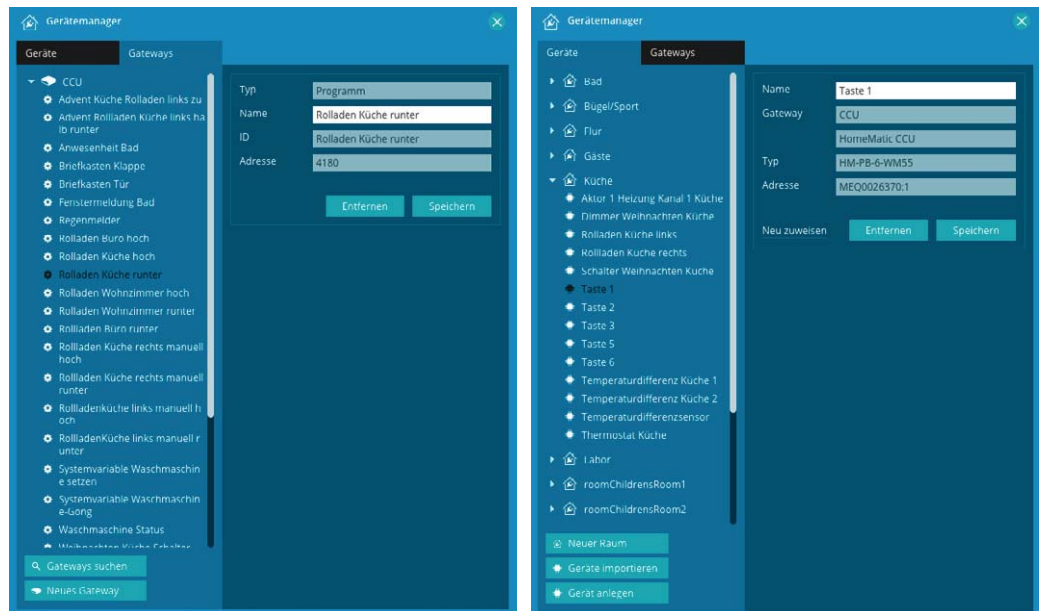 Gerätemanager
Geräte
Gateways
CCU
Advent Küche Rolladen links zu
Advent Rollladen Küche links ha
lb runter
Anwesenheit Bad
Briefkasten Klappe
Briefkasten Tür
Fenstermeldung Bad
Regenmelder
Rolladen Büro hoch
Rolladen Küche hoch
Rolladen Küche runter
Rolladen Wohnzimmer hoch
Rolladen Wohnzimmer runter
Rollladen Büro runter
Rollladen Küche rechts manuell
hoch
Rollladen Küche rechts manuell
runter
Rollladenküche links manuell h
och
RollladenKüche links manuell r
unter
Systemvariable Waschmaschin
e setzen
Systemvariable Waschmaschin
e-Gong
Waschmaschine Status
Weihnachten Küche Schalter
Gateways suchen
Neues Gateway
Typ
Programm
Name
Rolladen Küche runter
ID
Rolladen Küche runter
Adresse
4180
Entfernen
Speichern
Gerätemanager
Geräte
Gateways
Bad
Bügel/Sport
Flur
Gäste
Küche
Aktor 1 Heizung Kanal 1 Küche
Dimmer Weihnachten Küche
Rolladen Küche links
Rollladen Küche rechts
Schalter Weihnachten Küche
Taste 1
Taste 2
Taste 3
Taste 5
Taste 6
Temperaturdifferenz Küche 1
Temperaturdifferenz Küche 2
Temperaturdifferenzsensor
Thermostat Küche
Labor
roomChildrensRoom1
roomChildrensRoom2
Neuer Raum
Geräte importieren
Gerät anlegen
Name
Taste 1
Gateway
CCU
HomeMatic CCU
Typ
HM-PB-6-WM55
Adresse
MEQ0026370:1
Neu zuweisen
Entfernen
Speichern